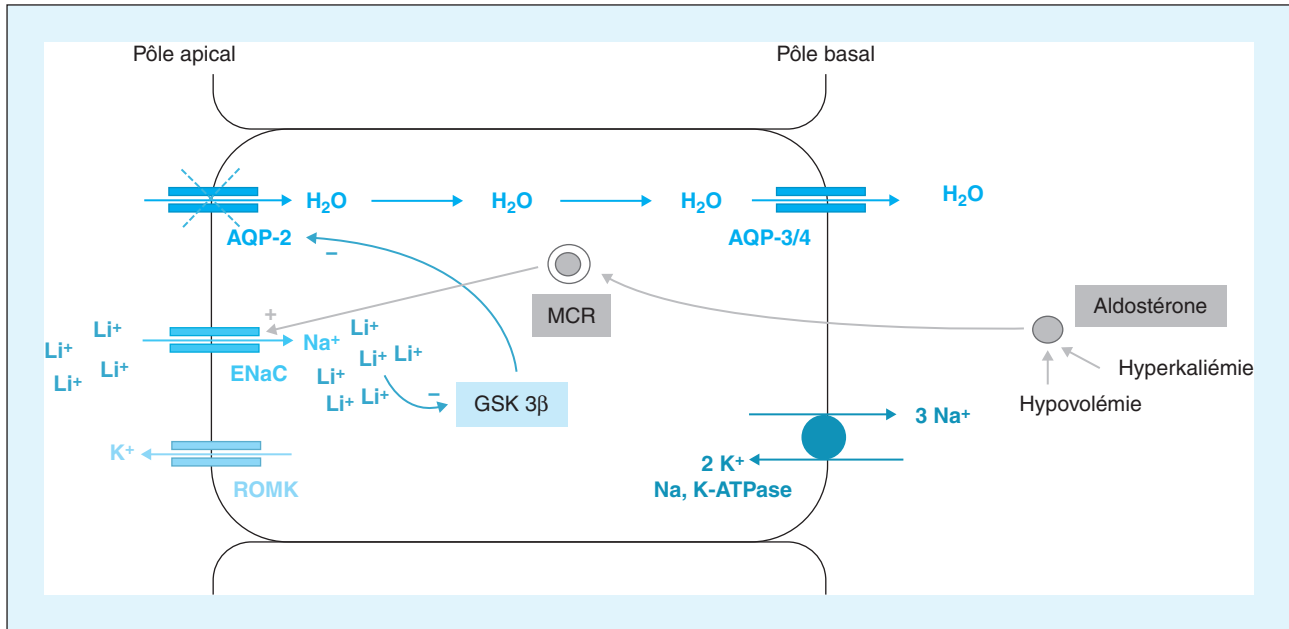 Pôle apical
Pôle basal
H₂O
H₂O
H₂O
H₂O
AQP-2
AQP-3/4
–
MCR
Aldostérone
+
Li⁺
Li⁺
Li⁺
Li⁺
Li⁺
Na⁺
Li⁺
Li⁺
Li⁺
Li⁺
Li⁺
Li⁺
ENaC
–
GSK 3β
Hyperkaliémie
Hypovolémie
3 Na⁺
K⁺
ROMK
2 K⁺
Na, K-ATPase